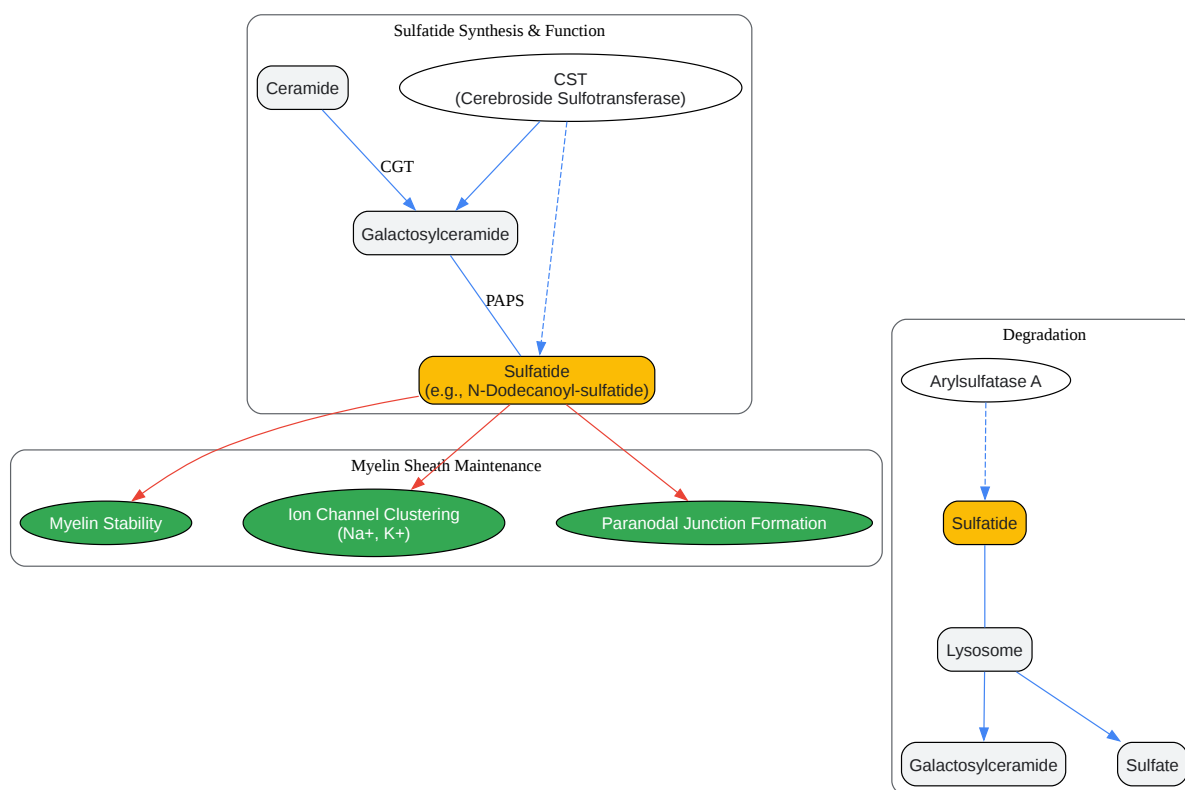 Sulfatide Synthesis & Function
Ceramide
CST
(Cerebroside Sulfotransferase)
CGT
Galactosylceramide
PAPS
Sulfatide
(e.g., N-Dodecanoyl-sulfatide)
Myelin Sheath Maintenance
Myelin Stability
Ion Channel Clustering
(Na+, K+)
Paranodal Junction Formation
Degradation
Arylsulfatase A
Sulfatide
Lysosome
Galactosylceramide
Sulfate